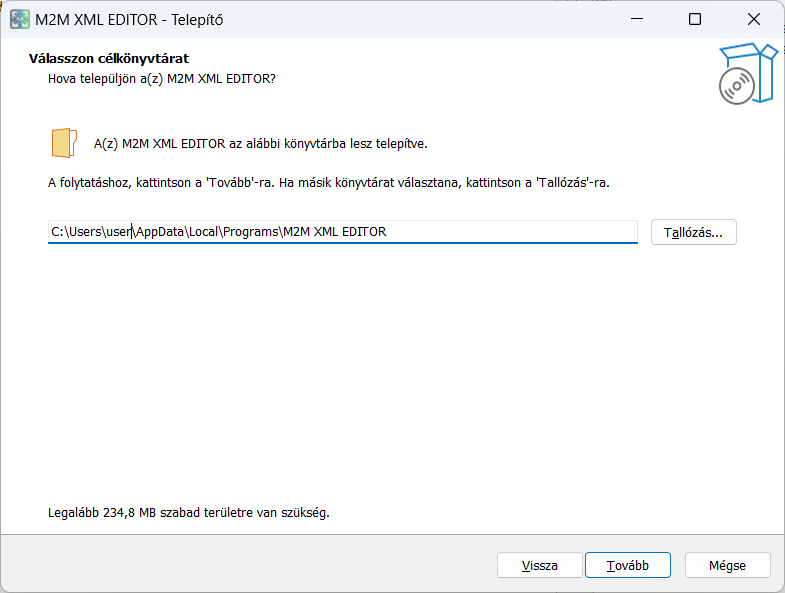 M2M XML EDITOR - Telepítő
Válasszon célkönyvtárat
Hova települjön a(z) M2M XML EDITOR?
A(z) M2M XML EDITOR az alábbi könyvtárba lesz telepítve.
A folytatáshoz, kattintson a 'Tovább'-ra. Ha másik könyvtárat választana, kattintson a 'Tallózás'-ra.
C:\Users\user\AppData\Local\Programs\M2M XML EDITOR
Tallózás...
Legalább 234,8 MB szabad területre van szükség.
Vissza
Tovább
Mégse